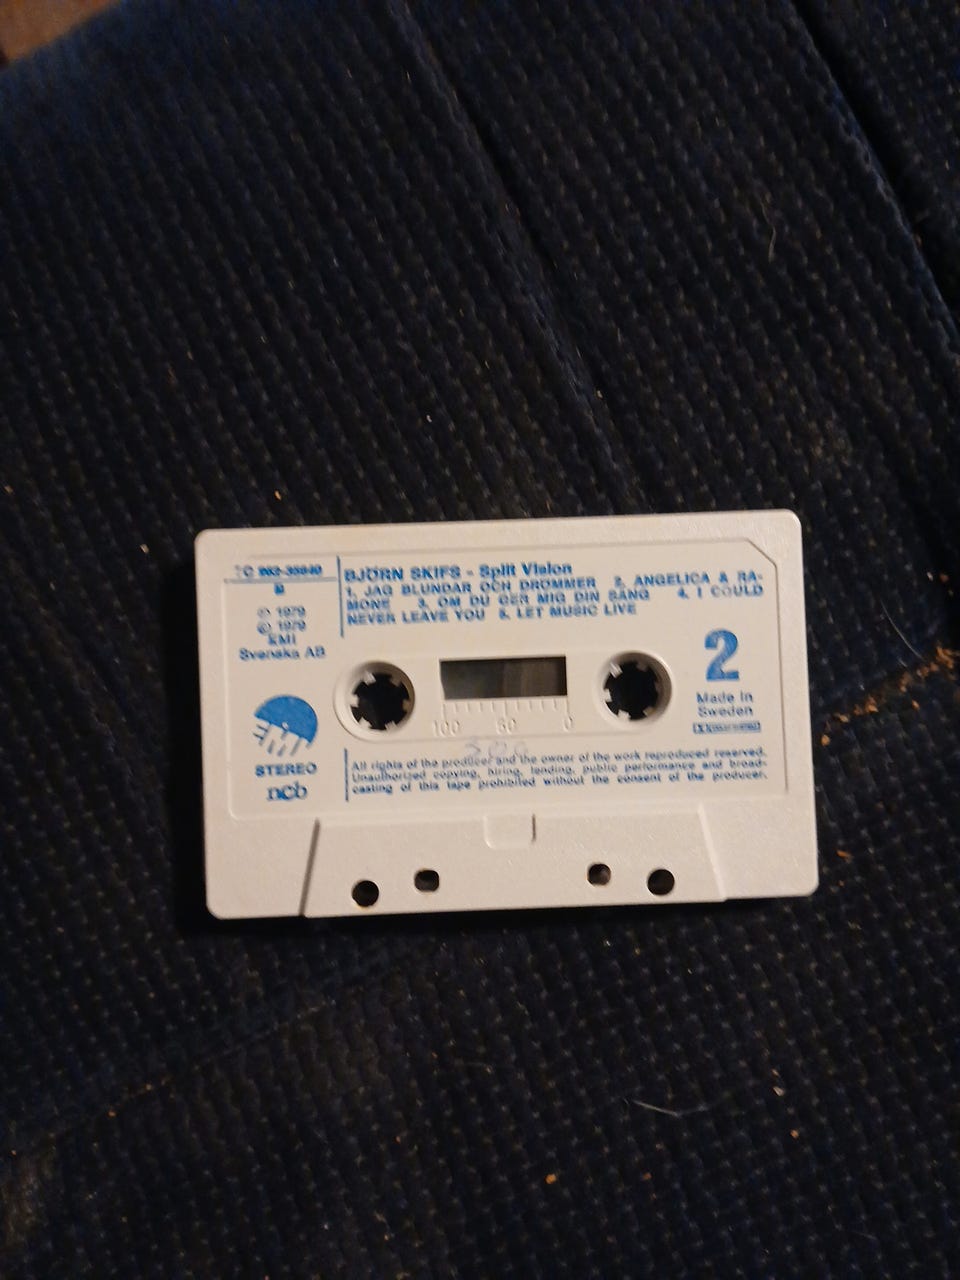 BJÖRN SKIFS - Split Vision
1. JAG BLUNDAR OCH DRÖMMER 2. ANGELICA & RA-
MONE 3. OM DU GER MIG DIN SÅNG 4. I COULD
NEVER LEAVE YOU 5. LET MUSIC LIVE
℗ 1979
© 1979
EMI
Svenska AB
2
Made in
Sweden
100 50 0
STEREO
ncb
All rights of the producer and the owner of the work reproduced reserved.
Unauthorized copying, hiring, lending, public performance and broad-
casting of this tape prohibited without the consent of the producer.